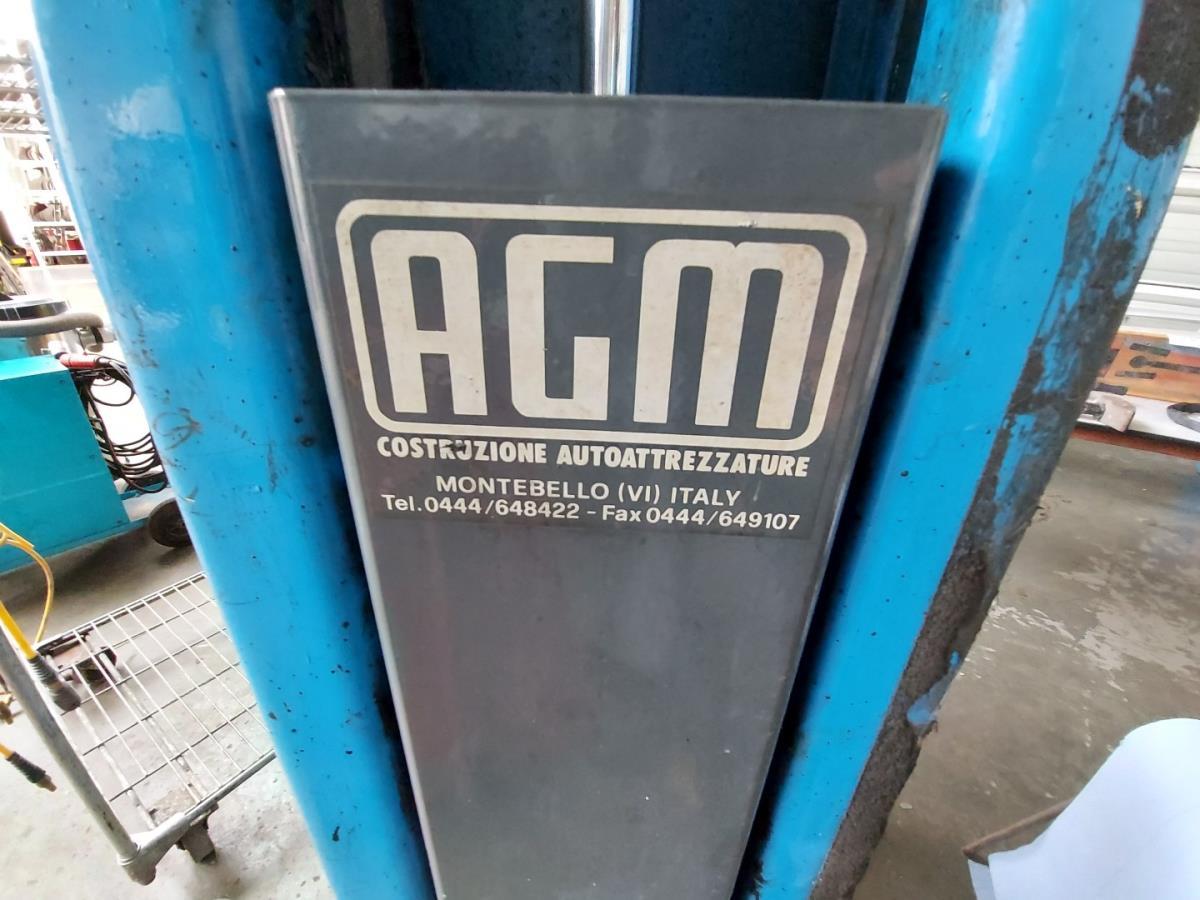 AGM
COSTRUZIONE AUTOATTREZZATURE
MONTEBELLO (VI) ITALY
Tel.0444/648422 - Fax 0444/649107